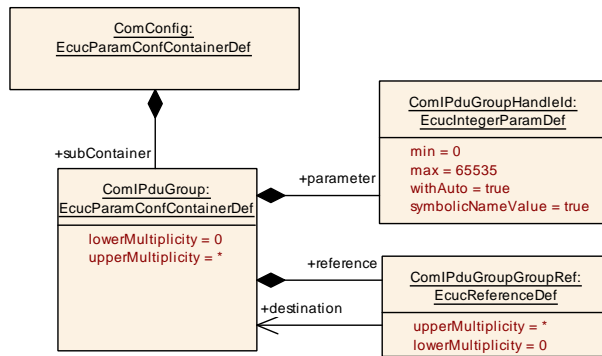 ComConfig:
EcucParamConfContainerDef
+subContainer
ComIPduGroup:
EcucParamConfContainerDef
lowerMultiplicity = 0
upperMultiplicity = *
+parameter
ComIPduGroupHandleId:
EcucIntegerParamDef
min = 0
max = 65535
withAuto = true
symbolicNameValue = true
+reference
+destination
ComIPduGroupGroupRef:
EcucReferenceDef
upperMultiplicity = *
lowerMultiplicity = 0